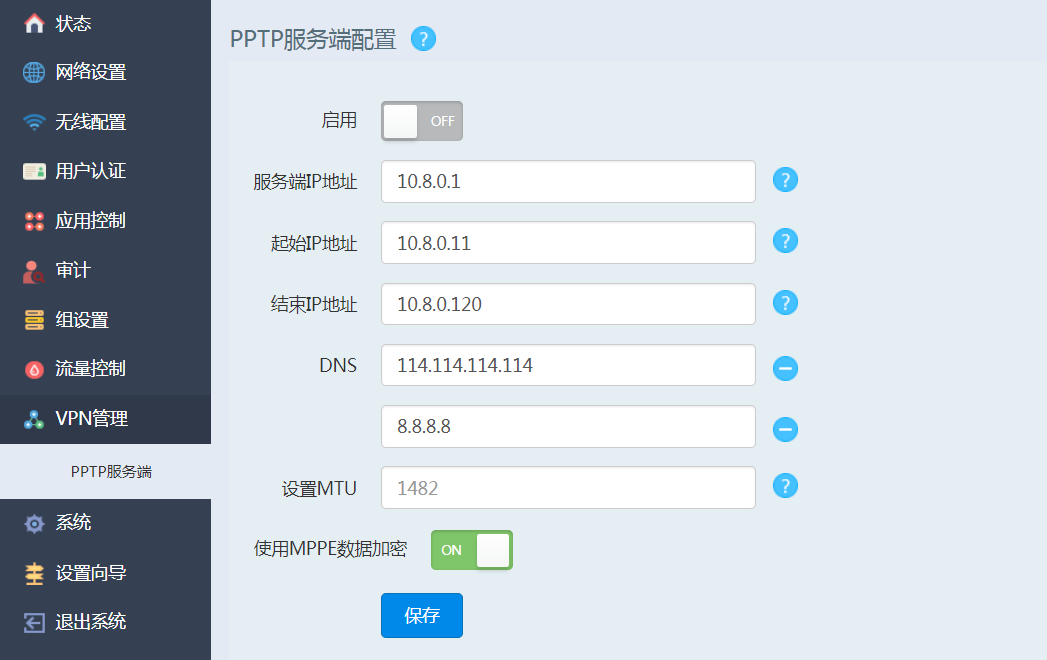 状态
网络设置
无线配置
用户认证
应用控制
审计
组设置
流量控制
VPN管理
PPTP服务端
系统
设置向导
退出系统
PPTP服务端配置 ?
启用 OFF
服务端IP地址 10.8.0.1 ?
起始IP地址 10.8.0.11 ?
结束IP地址 10.8.0.120 ?
DNS 114.114.114.114
8.8.8.8
设置MTU 1482 ?
使用MPPE数据加密 ON
保存